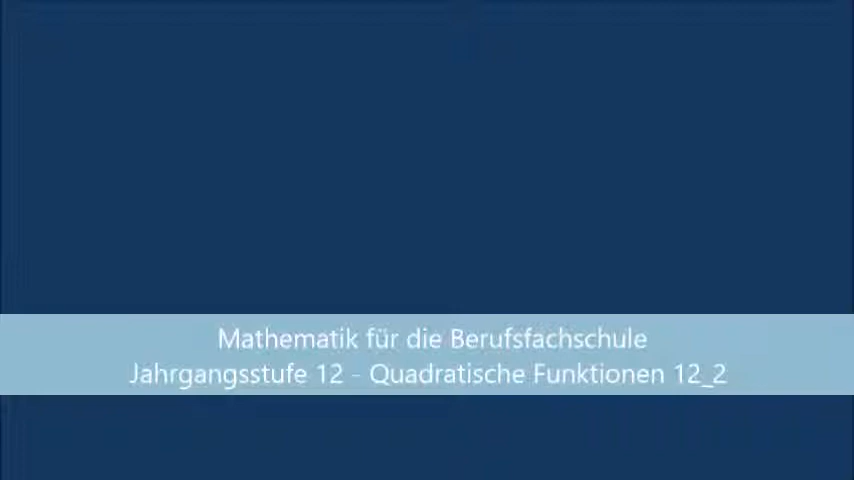 Mathematik für die Berufsfachschule
Jahrgangsstufe 12 - Quadratische Funktionen 12_2